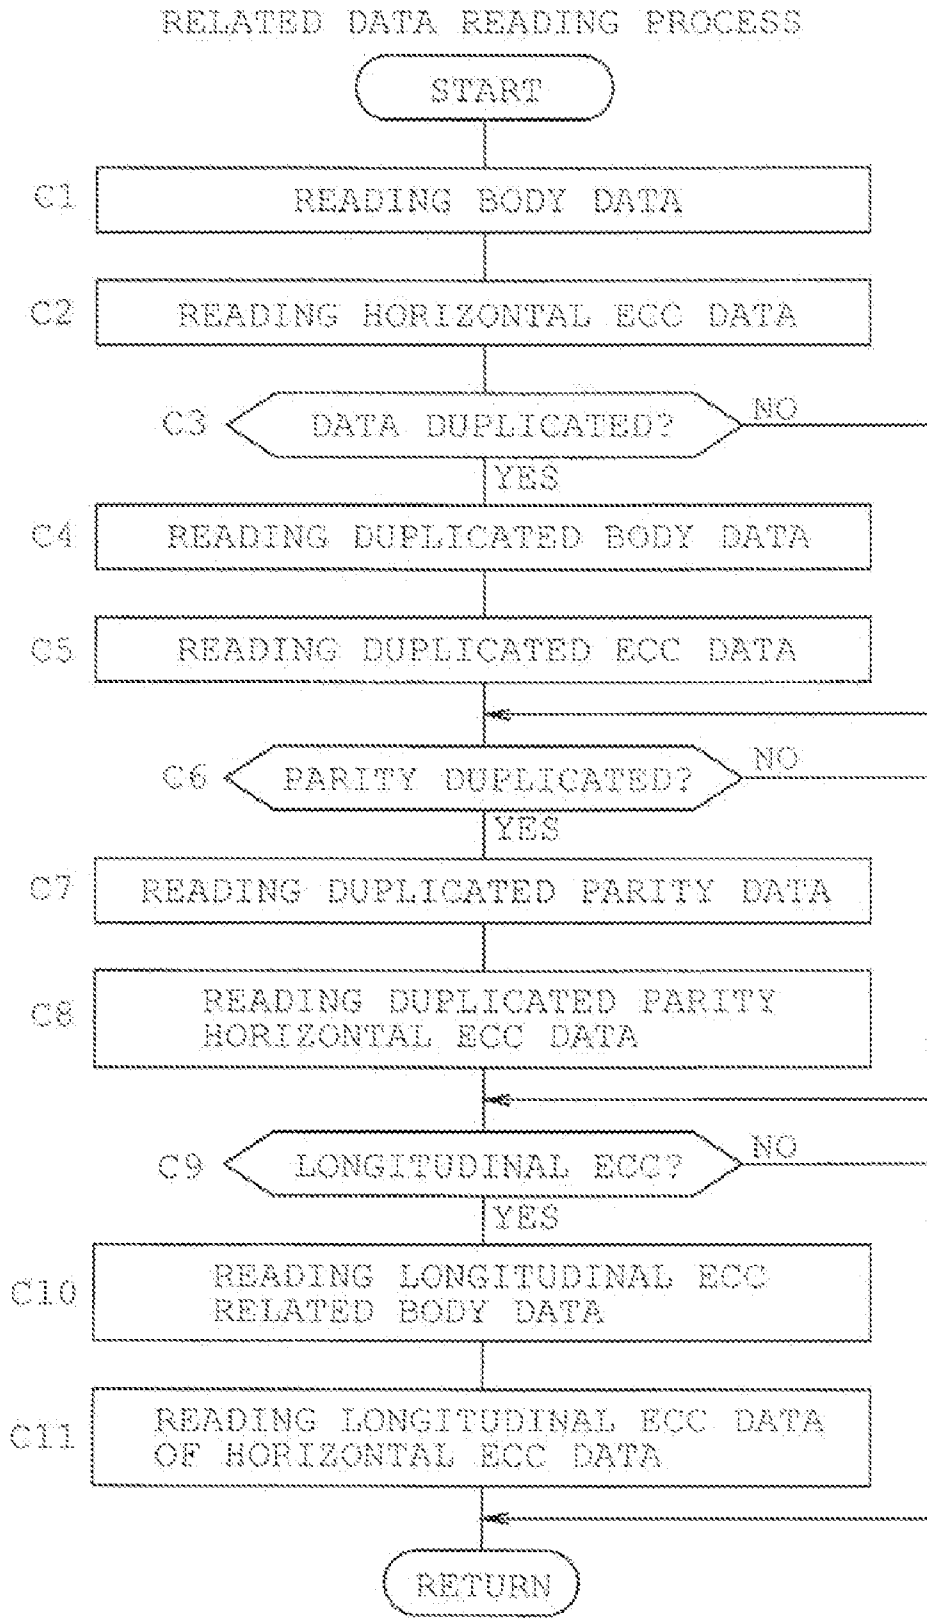 RELATED DATA READING PROCESS
START
C1 READING BODY DATA
C2 READING HORIZONTAL ECC DATA
C3 DATA DUPLICATED? NO
YES
C4 READING DUPLICATED BODY DATA
C5 READING DUPLICATED ECC DATA
C6 PARITY DUPLICATED? NO
YES
C7 READING DUPLICATED PARITY DATA
C8 READING DUPLICATED PARITY
HORIZONTAL ECC DATA
C9 LONGITUDINAL ECC? NO
YES
C10 READING LONGITUDINAL ECC
RELATED BODY DATA
C11 READING LONGITUDINAL ECC DATA
OF HORIZONTAL ECC DATA
RETURN